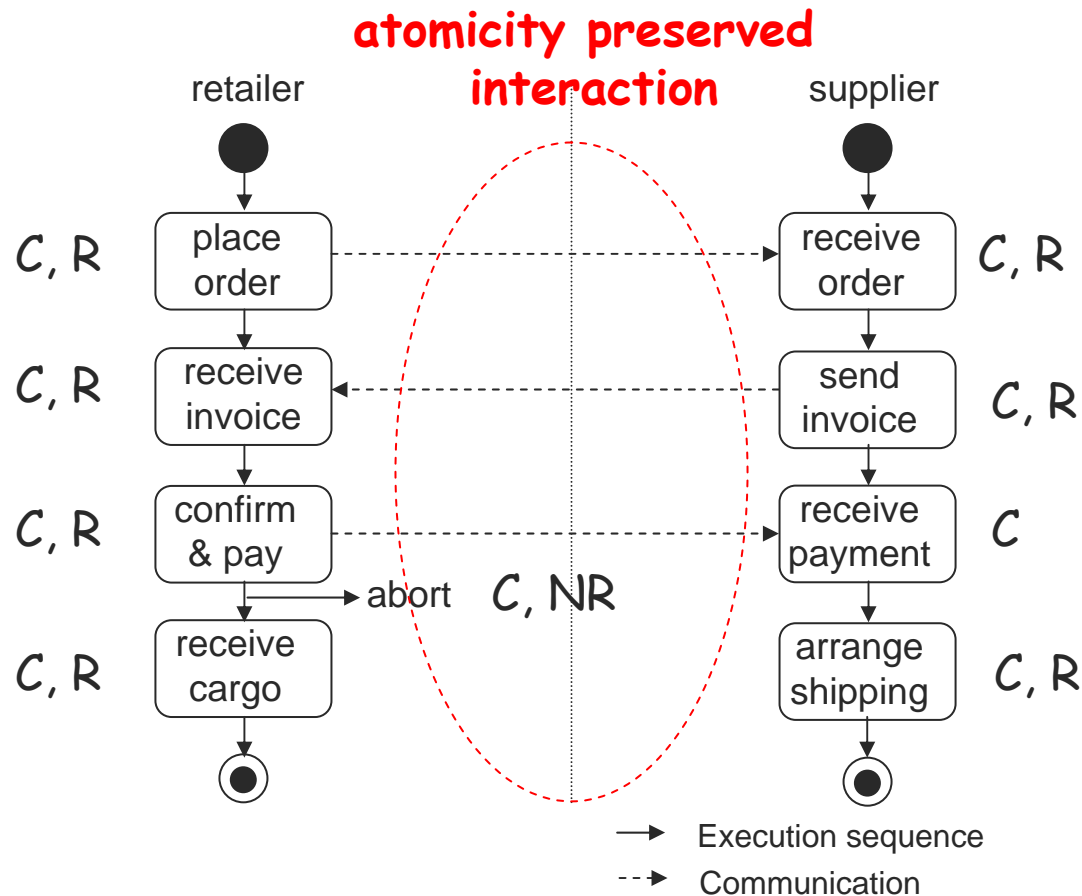 atomicity preserved
interaction
retailer
supplier
C, R
place
order
receive
order
C, R
C, R
receive
invoice
send
invoice
C, R
C, R
confirm
& pay
receive
payment
C
abort
C, NR
C, R
receive
cargo
arrange
shipping
C, R
Execution sequence
Communication